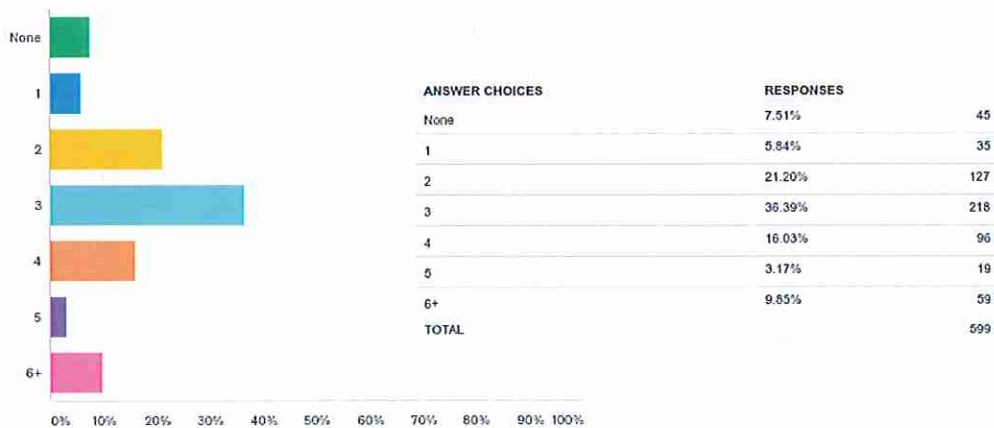 None
1
2
3
4
5
6+
0% 10% 20% 30% 40% 50% 60% 70% 80% 90% 100%
ANSWER CHOICES RESPONSES
None 7.51% 45
1 5.84% 35
2 21.20% 127
3 36.39% 218
4 16.03% 96
5 3.17% 19
6+ 9.85% 59
TOTAL 599